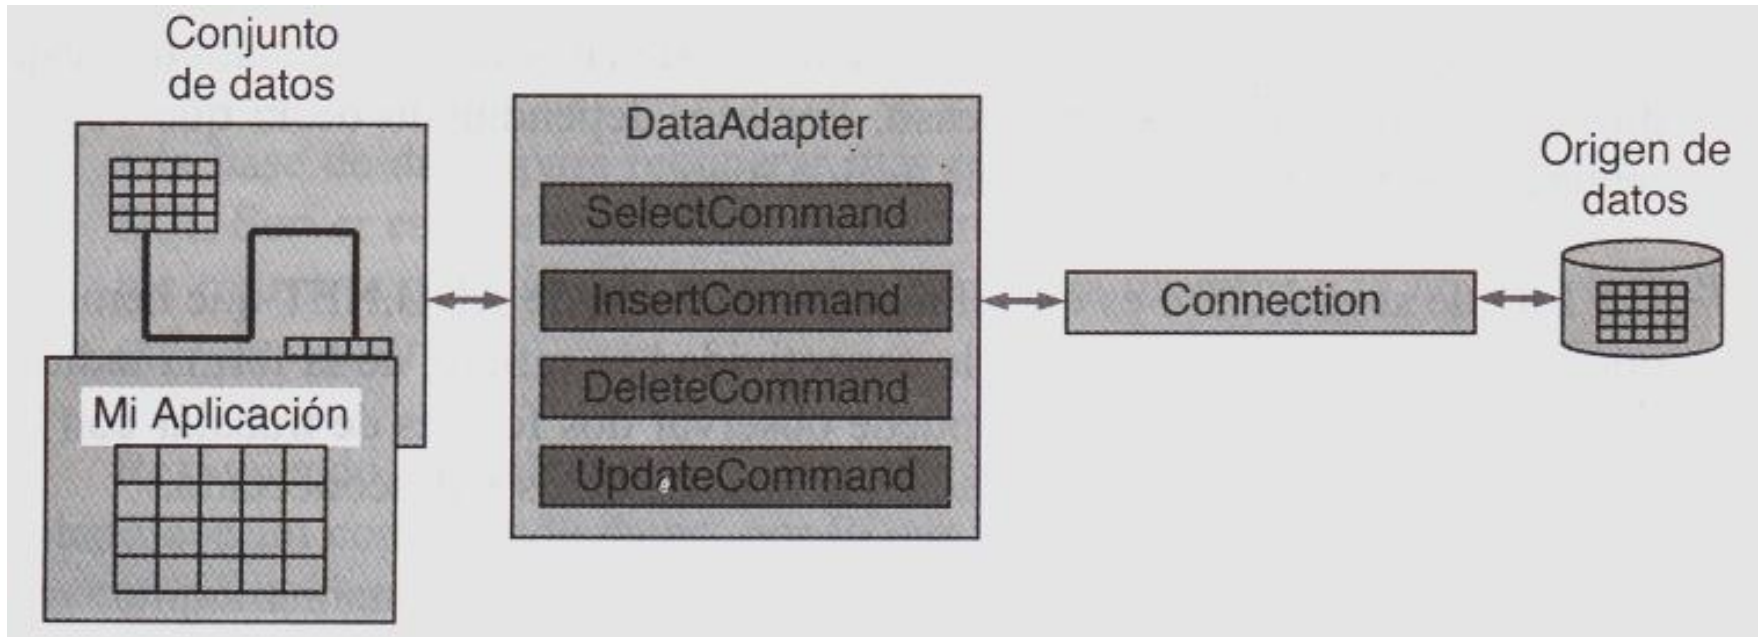 Conjunto
de datos
DataAdapter
SelectCommand
InsertCommand
DeleteCommand
UpdateCommand
Connection
Origen de
datos
Mi Aplicación